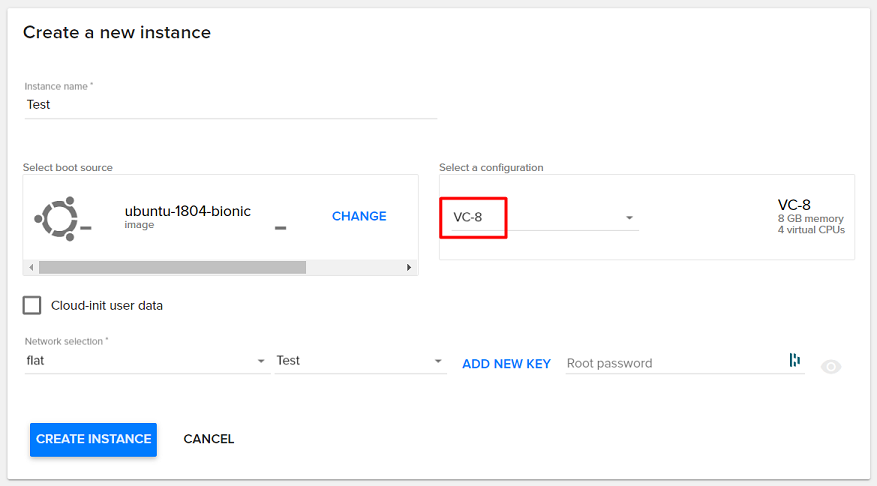 Create a new instance
Instance name *
Test
Select boot source
Select a configuration
ubuntu-1804-bionic
image
CHANGE
VC-8
VC-8
8 GB memory
4 virtual CPUs
Cloud-init user data
Network selection *
flat
Test
ADD NEW KEY
Root password
CREATE INSTANCE
CANCEL